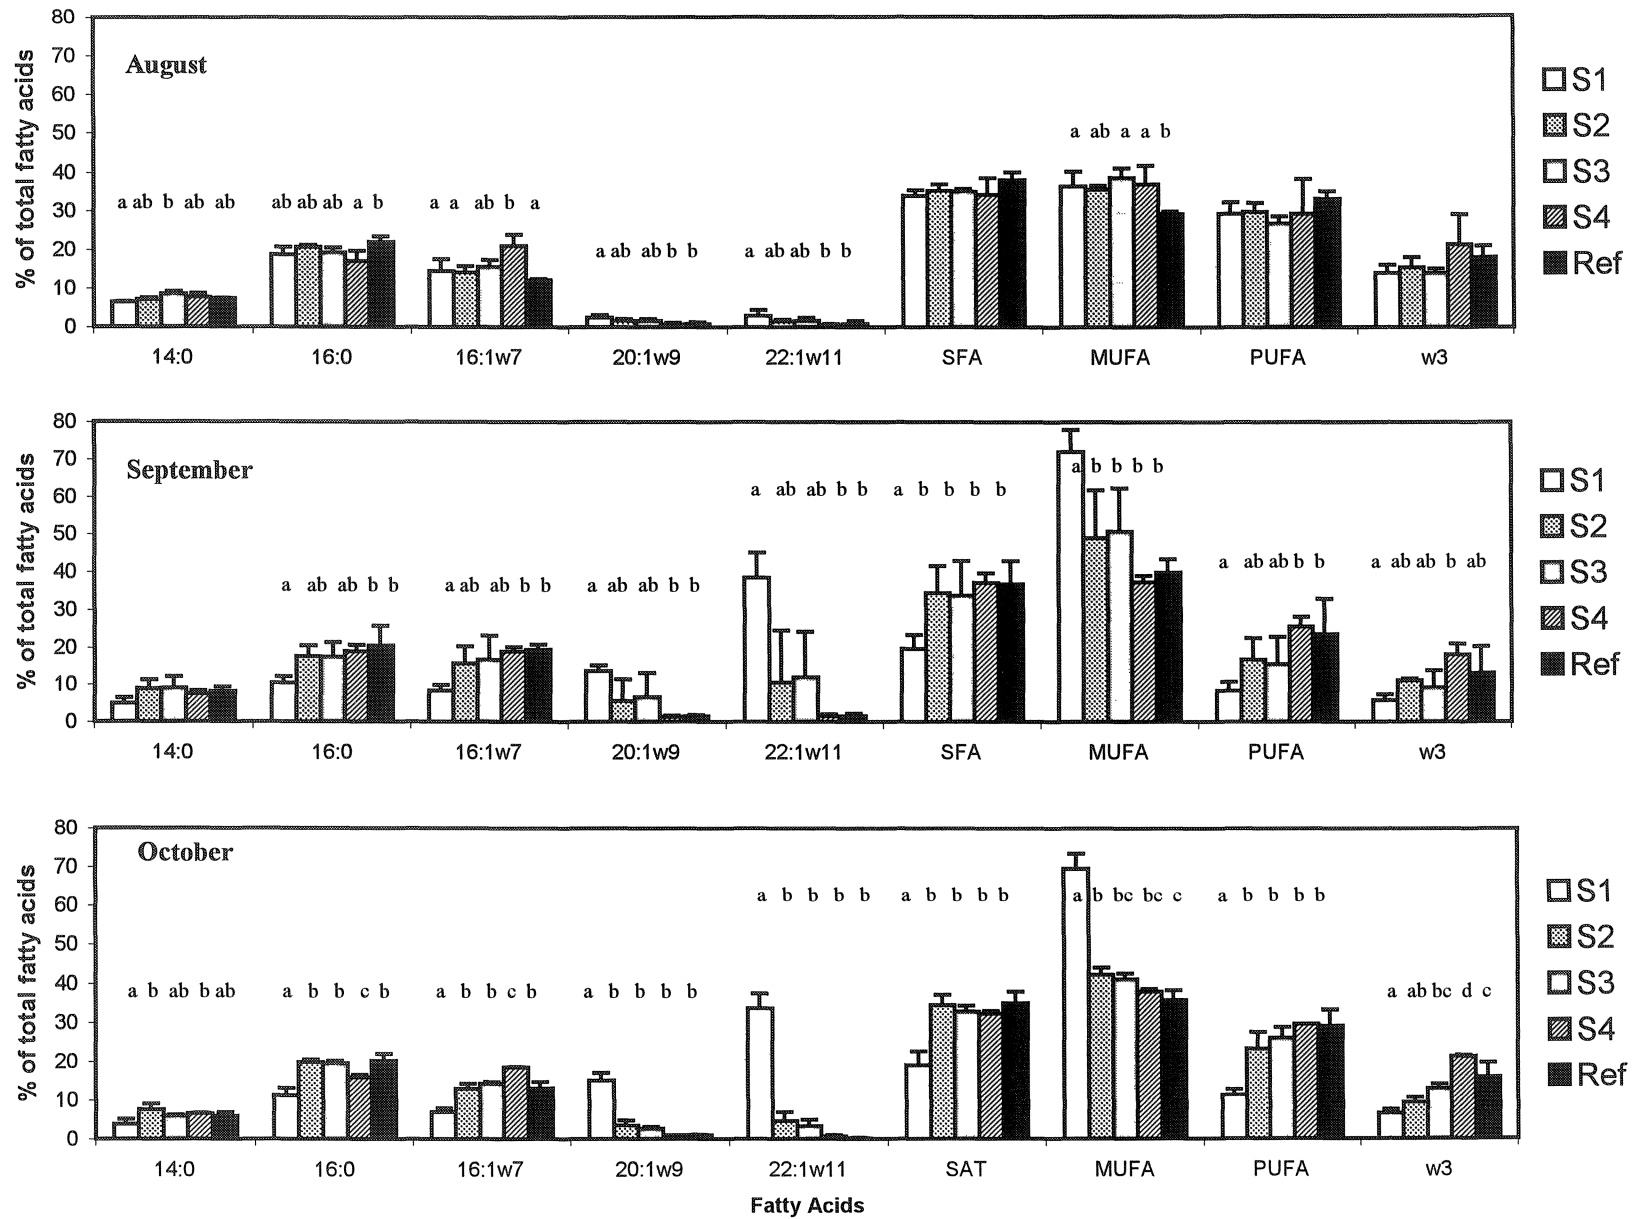 % of total fatty acids
80
70
60
50
40
30
20
10
0
August
a ab b ab ab
ab ab ab a b
a a ab b a
a ab ab b b
a ab ab b b
a ab a a b
14:0 16:0 16:1w7 20:1w9 22:1w11 SFA MUFA PUFA w3
S1
S2
S3
S4
Ref
% of total fatty acids
80
70
60
50
40
30
20
10
0
September
a ab ab b b
a ab ab b b
a ab ab b b
a ab ab b b
a b b b b
a b b b b
a ab ab b b
a ab ab b ab
14:0 16:0 16:1w7 20:1w9 22:1w11 SFA MUFA PUFA w3
S1
S2
S3
S4
Ref
% of total fatty acids
80
70
60
50
40
30
20
10
0
October
a b ab b ab
a b b c b
a b b c b
a b b b b
a b b b b
a b b b b
a b bc bc c
a b b b b
a ab bc d c
14:0 16:0 16:1w7 20:1w9 22:1w11 SAT MUFA PUFA w3
Fatty Acids
S1
S2
S3
S4
Ref